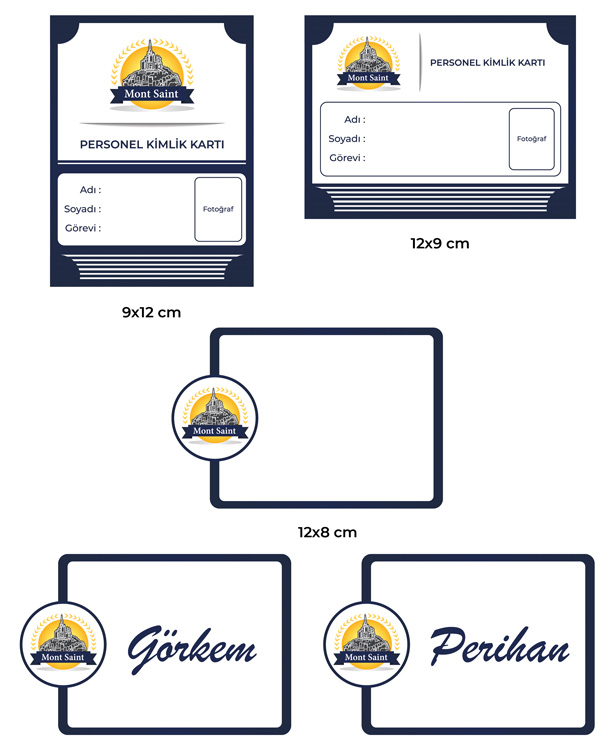 Mont Saint
PERSONEL KİMLİK KARTI
Adı :
Soyadı :
Görevi :
Fotoğraf
9x12 cm
Mont Saint
PERSONEL KİMLİK KARTI
Adı :
Soyadı :
Görevi :
Fotoğraf
12x9 cm
Mont Saint
12x8 cm
Mont Saint
Görkem
Mont Saint
Perihan